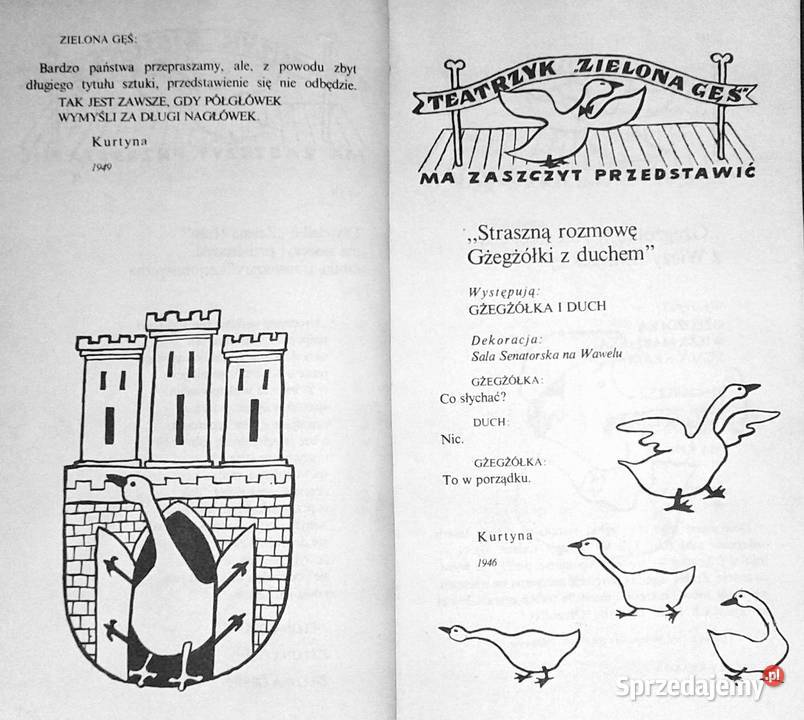 ZIELONA GĘŚ:
Bardzo państwa przepraszamy, ale, z powodu zbyt
długiego tytułu sztuki, przedstawienie się nie odbędzie.
TAK JEST ZAWSZE, GDY PÓŁGŁÓWEK
WYMYŚLI ZA DŁUGI NAGŁÓWEK.
Kurtyna
1949
TEATRZYK ZIELONA GĘŚ"
MA ZASZCZYT PRZEDSTAWIĆ
„Straszną rozmowę
Gżegżółki z duchem”
Występują:
GŻEGŻÓŁKA I DUCH
Dekoracja:
Sala Senatorska na Wawelu
GŻEGŻÓŁKA:
Co słychać?
DUCH:
Nic.
GŻEGŻÓŁKA:
To w porządku.
Kurtyna
1946
Sprzedajemy.pl